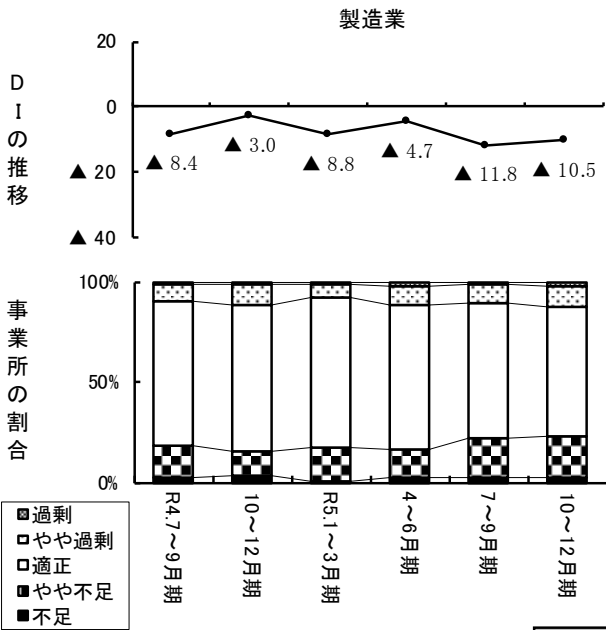 製造業
DIの推移
20
0
▲ 20
▲ 40
▲ 8.4
▲ 3.0
▲ 8.8
▲ 4.7
▲ 11.8
▲ 10.5
事業所の割合
100%
50%
0%
R4.7～9月期
10～12月期
R5.1～3月期
4～6月期
7～9月期
10～12月期
過剰
やや過剰
適正
やや不足
不足